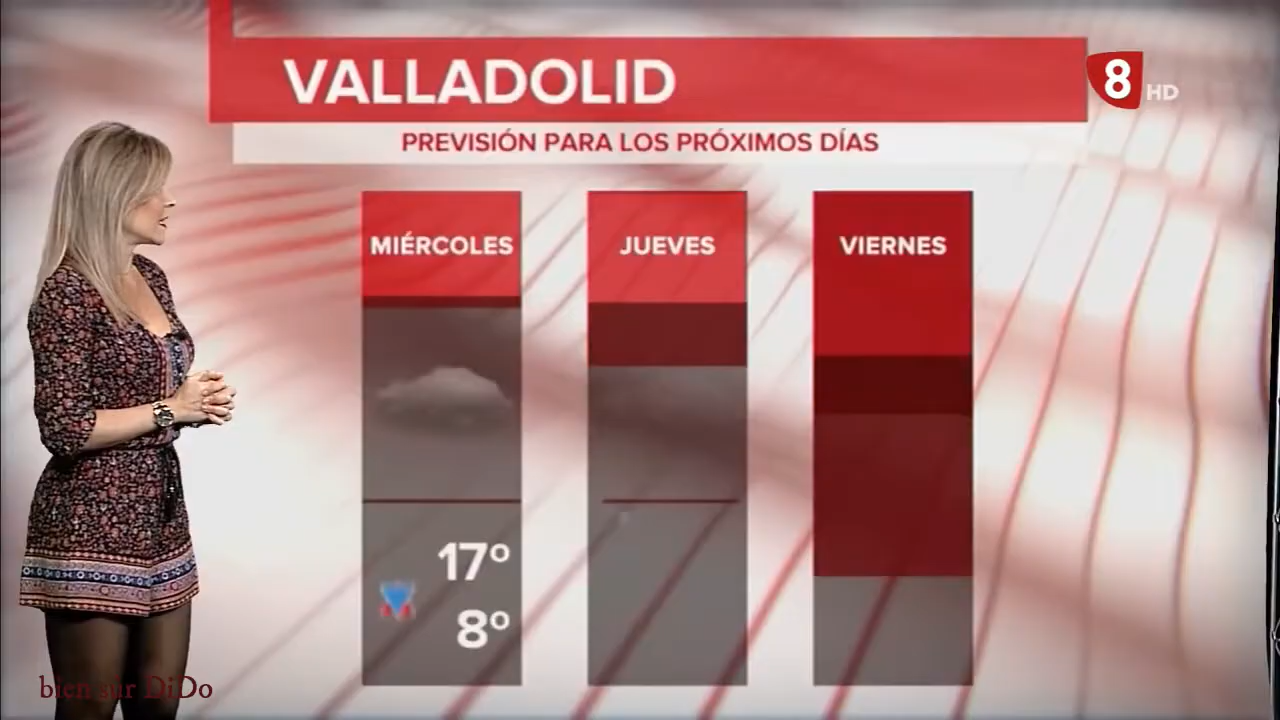 VALLADOLID
8 HD
PREVISIÓN PARA LOS PRÓXIMOS DÍAS
MIÉRCOLES
JUEVES
VIERNES
17º
8º
bien sur DiDo